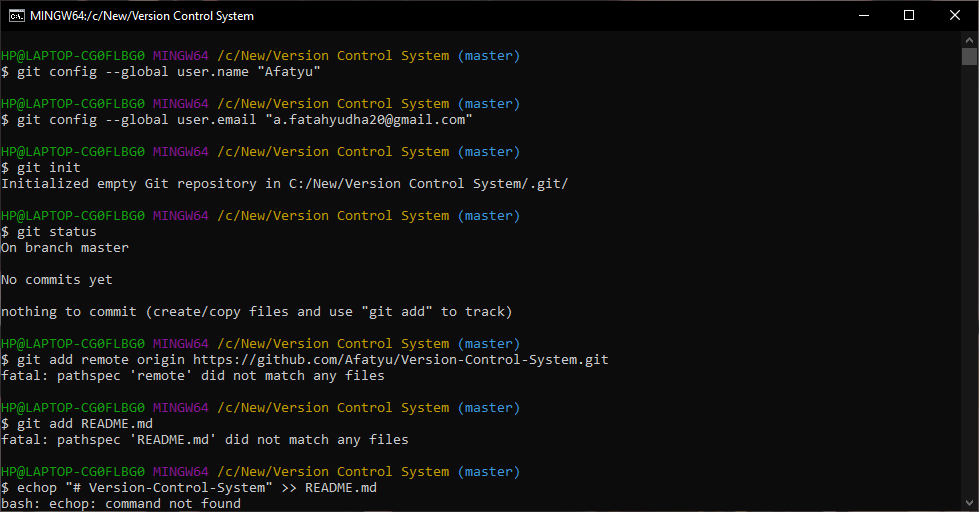 MINGW64:/c/New/Version Control System
HP@LAPTOP-CG0FLBG0 MINGW64 /c/New/Version Control System (master)
$ git config --global user.name "Afatyu"
HP@LAPTOP-CG0FLBG0 MINGW64 /c/New/Version Control System (master)
$ git config --global user.email "a.fatahyudha20@gmail.com"
HP@LAPTOP-CG0FLBG0 MINGW64 /c/New/Version Control System (master)
$ git init
Initialized empty Git repository in C:/New/Version Control System/.git/
HP@LAPTOP-CG0FLBG0 MINGW64 /c/New/Version Control System (master)
$ git status
On branch master
No commits yet
nothing to commit (create/copy files and use "git add" to track)
HP@LAPTOP-CG0FLBG0 MINGW64 /c/New/Version Control System (master)
$ git add remote origin https://github.com/Afatyu/Version-Control-System.git
fatal: pathspec 'remote' did not match any files
HP@LAPTOP-CG0FLBG0 MINGW64 /c/New/Version Control System (master)
$ git add README.md
fatal: pathspec 'README.md' did not match any files
HP@LAPTOP-CG0FLBG0 MINGW64 /c/New/Version Control System (master)
$ echop "# Version-Control-System" >> README.md
bash: echop: command not found